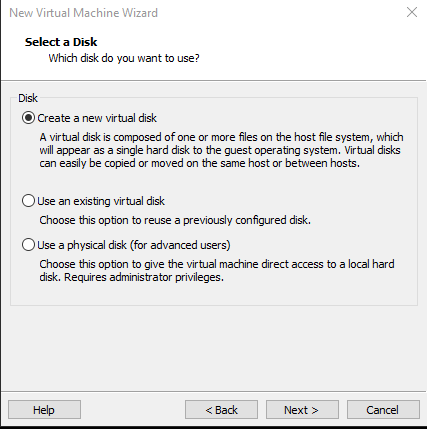 New Virtual Machine Wizard
Select a Disk
Which disk do you want to use?
Disk
Create a new virtual disk
A virtual disk is composed of one or more files on the host file system, which
will appear as a single hard disk to the guest operating system. Virtual disks
can easily be copied or moved on the same host or between hosts.
Use an existing virtual disk
Choose this option to reuse a previously configured disk.
Use a physical disk (for advanced users)
Choose this option to give the virtual machine direct access to a local hard
disk. Requires administrator privileges.
Help
< Back
Next >
Cancel